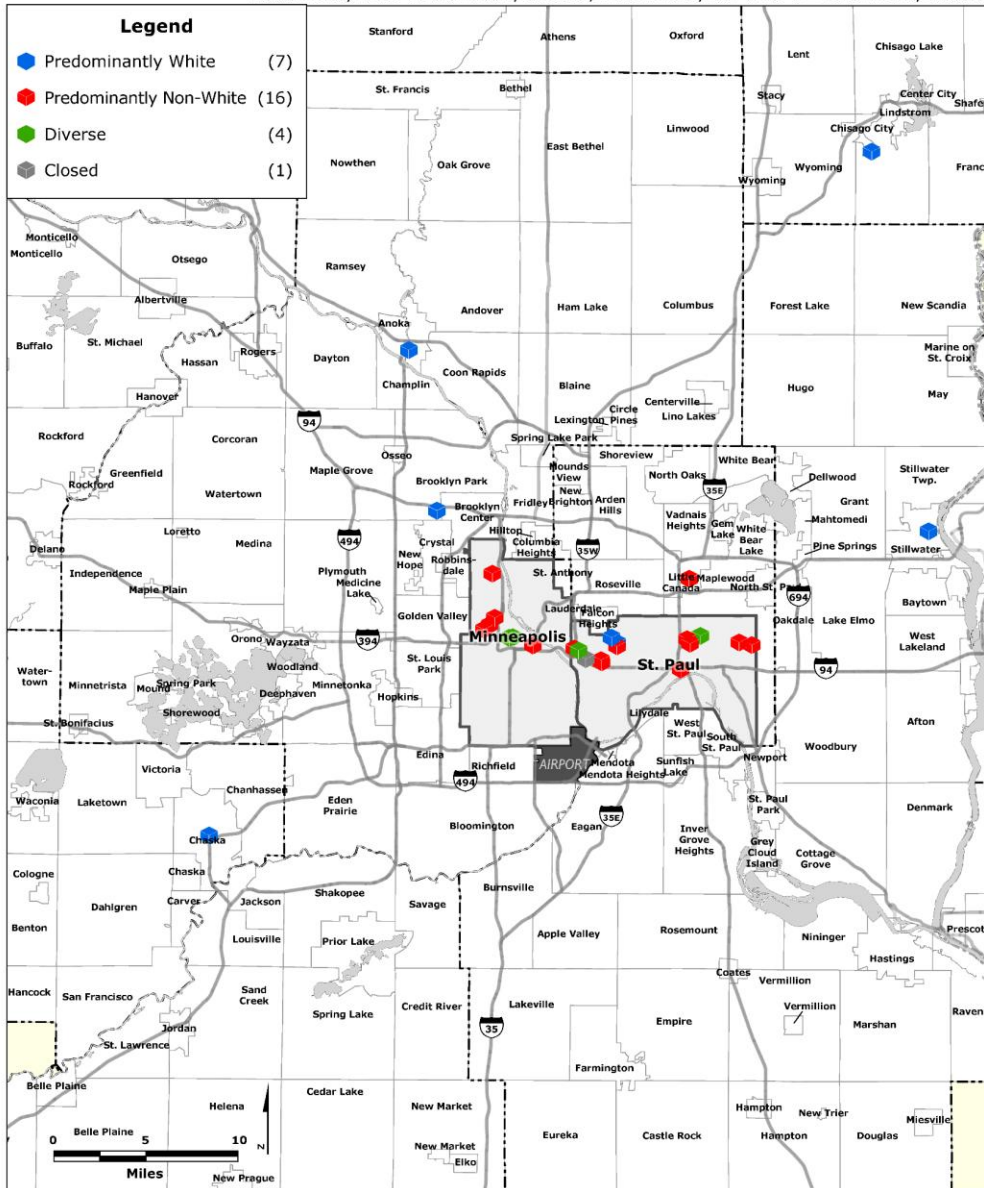 Legend
Predominantly White (7)
Predominantly Non-White (16)
Diverse (4)
Closed (1)
Stanford
Athens
Oxford
Lent
Chisago Lake
St. Francis
Bethel
Stacy
Center City
Lindstrom
Chisago City
Linwood
Nowthen
Oak Grove
East Bethel
Wyoming
Wyoming
Monticello
Monticello
Otsego
Ramsey
Albertville
Andover
Ham Lake
Columbus
Forest Lake
New Scandia
Anoka
Buffalo
St. Michael
Hassan
Rogers
Dayton
Champlin
Coon Rapids
Marine on
St. Croix
Hanover
Blaine
Hugo
May
Centerville
Lino Lakes
Circle
Pines
Lexington
94
Rockford
Corcoran
Spring Lake Park
Shoreview
Osseo
Maple Grove
Mounds
View
North Oaks
White Bear
Greenfield
Rockford
Watertown
Brooklyn Park
New
Brighton
Arden
Hills
35E
Dellwood
Grant
Stillwater
Twp.
Brooklyn
Center
Fridley
Vadnais
Heights
Gem
Lake
White
Bear
Lake
Mahtomedi
Loretto
Medina
494
Crystal
Hilltop
Columbia
Heights
35W
Pine Springs
Stillwater
Delano
New
Hope
Robbins-
dale
St. Anthony
Independence
Plymouth
Medicine
Lake
Roseville
Little
Canada
Maplewood
North St. Paul
Maple Plain
694
Baytown
Golden Valley
Lauderdale
Falcon
Heights
Oakdale
Lake Elmo
Orono
Wayzata
394
Minneapolis
Woodland
St. Louis
Park
St. Paul
West
Lakeland
Water-
town
Minnetrista
Mound
Spring Park
Deephaven
Minnetonka
Hopkins
94
Shorewood
St. Bonifacius
Lilydale
West
St. Paul
South
St. Paul
Afton
Woodbury
Edina
Richfield
AIRPORT
Mendota
Mendota Heights
Sunfish
Lake
Newport
Victoria
494
Waconia
Laketown
Chanhassen
Eden
Prairie
St. Paul
Park
Denmark
Bloomington
Eagan
35E
Inver
Grove
Heights
Chaska
Grey
Cloud
Island
Cottage
Grove
Cologne
Chaska
Burnsville
Dahlgren
Carver
Jackson
Shakopee
Savage
Benton
Louisville
Prior Lake
Apple Valley
Rosemount
Nininger
Hastings
Coates
Vermillion
Hancock
San Francisco
Sand
Creek
Spring Lake
Credit River
Lakeville
Vermillion
Jordan
35
Empire
Marshan
St. Lawrence
Farmington
Belle Plaine
Cedar Lake
Helena
New Market
Hampton
New Trier
Miesville
Belle Plaine
Eureka
Castle Rock
Hampton
Douglas
0 5 10
Miles
N
New Market
Elko
New Prague